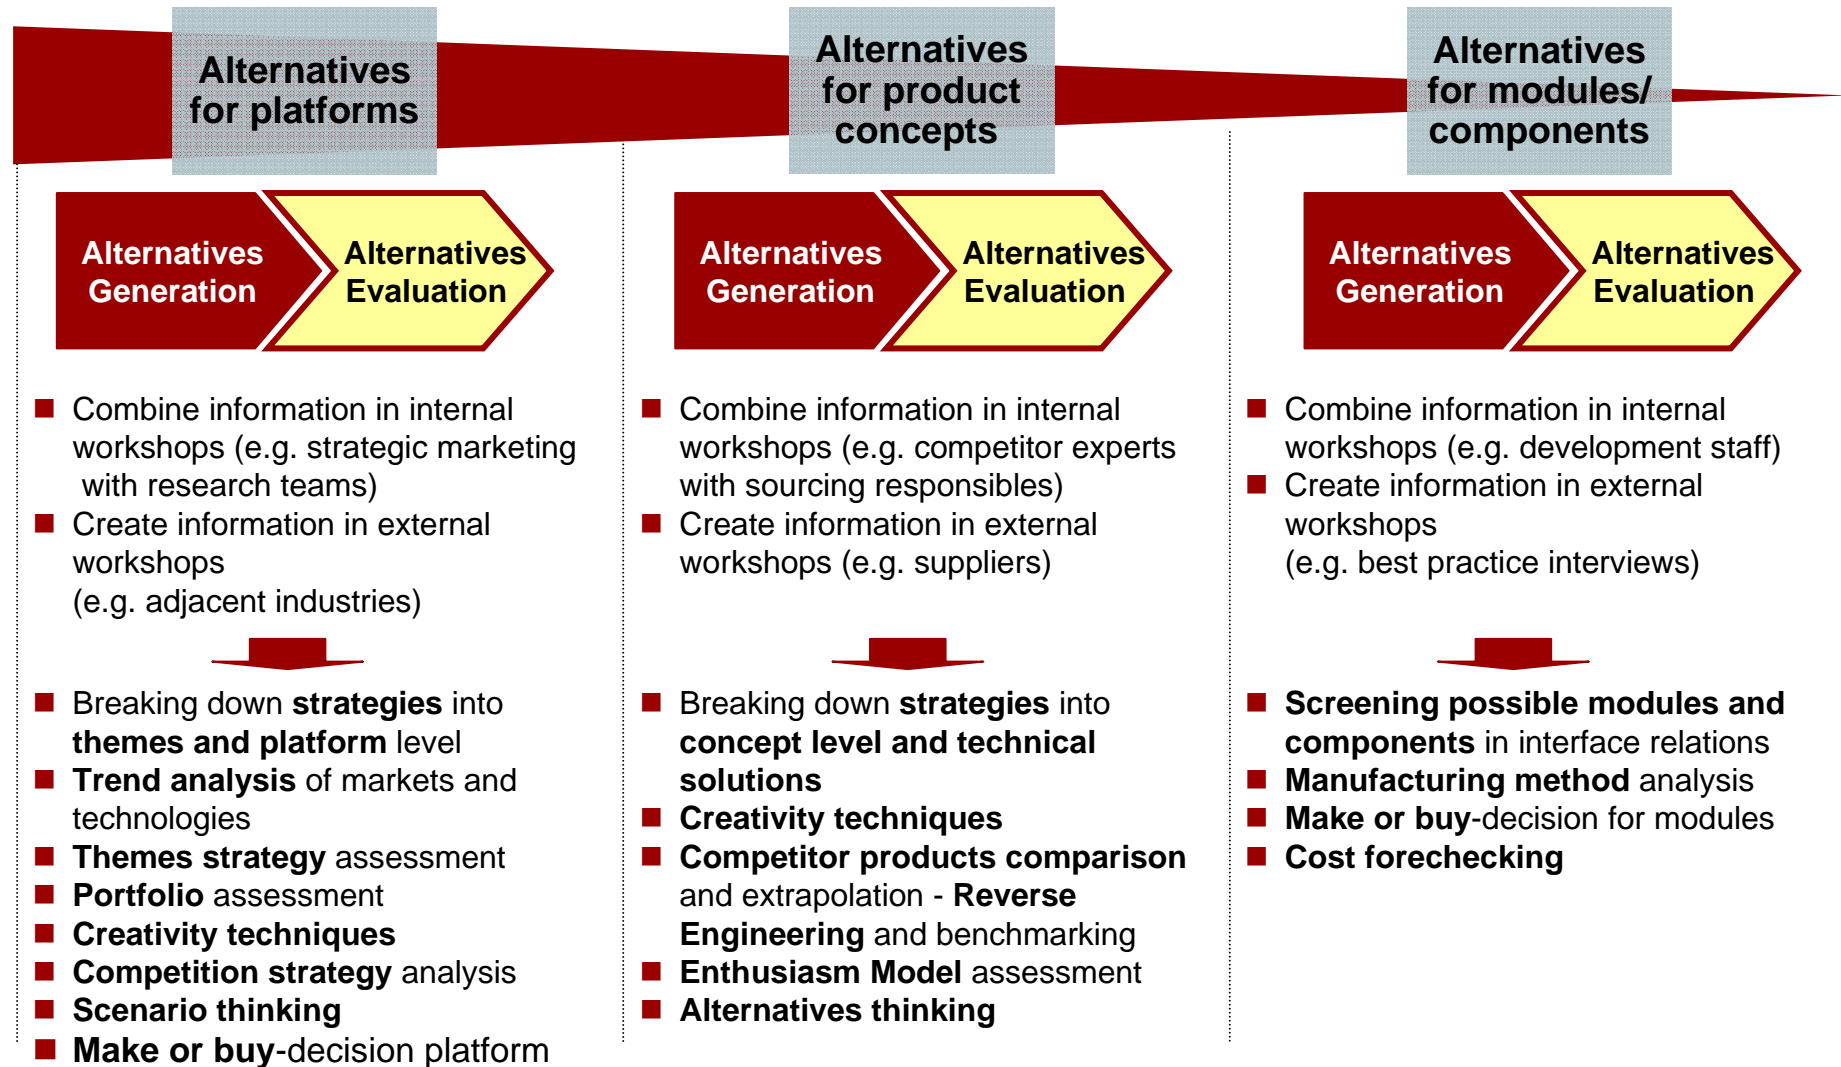 Alternatives
for platforms
Alternatives
Generation
Alternatives
Evaluation
Combine information in internal
workshops (e.g. strategic marketing
with research teams)
Create information in external
workshops
(e.g. adjacent industries)
Breaking down strategies into
themes and platform level
Trend analysis of markets and
technologies
Themes strategy assessment
Portfolio assessment
Creativity techniques
Competition strategy analysis
Scenario thinking
Make or buy-decision platform
Alternatives
for product
concepts
Alternatives
Generation
Alternatives
Evaluation
Combine information in internal
workshops (e.g. competitor experts
with sourcing responsibles)
Create information in external
workshops (e.g. suppliers)
Breaking down strategies into
concept level and technical
solutions
Creativity techniques
Competitor products comparison
and extrapolation - Reverse
Engineering and benchmarking
Enthusiasm Model assessment
Alternatives thinking
Alternatives
for modules/
components
Alternatives
Generation
Alternatives
Evaluation
Combine information in internal
workshops (e.g. development staff)
Create information in external
workshops
(e.g. best practice interviews)
Screening possible modules and
components in interface relations
Manufacturing method analysis
Make or buy-decision for modules
Cost forechecking